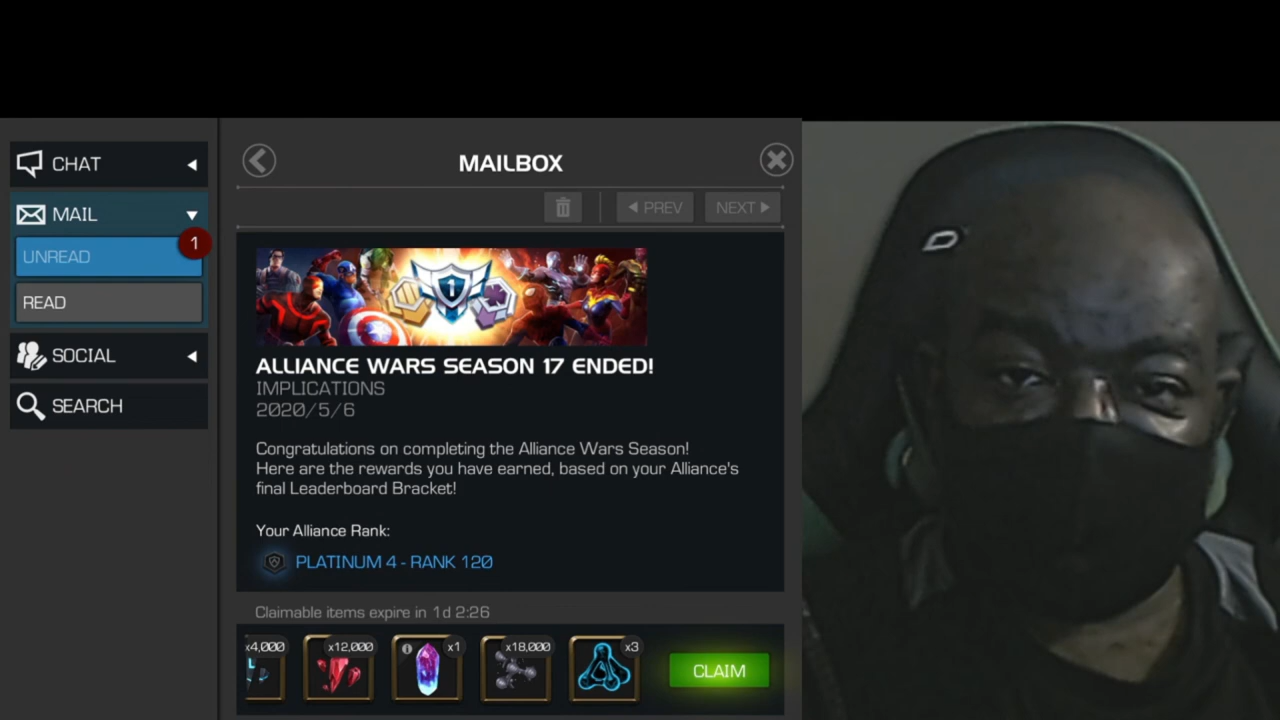 CHAT
MAIL
1
UNREAD
READ
SOCIAL
SEARCH
MAILBOX
PREV
NEXT
1
ALLIANCE WARS SEASON 17 ENDED!
IMPLICATIONS
2020/5/6
Congratulations on completing the Alliance Wars Season!
Here are the rewards you have earned, based on your Alliance's
final Leaderboard Bracket!
Your Alliance Rank:
PLATINUM 4 - RANK 120
Claimable items expire in 1d 2:26
x4,000
x12,000
x1
x18,000
x3
CLAIM